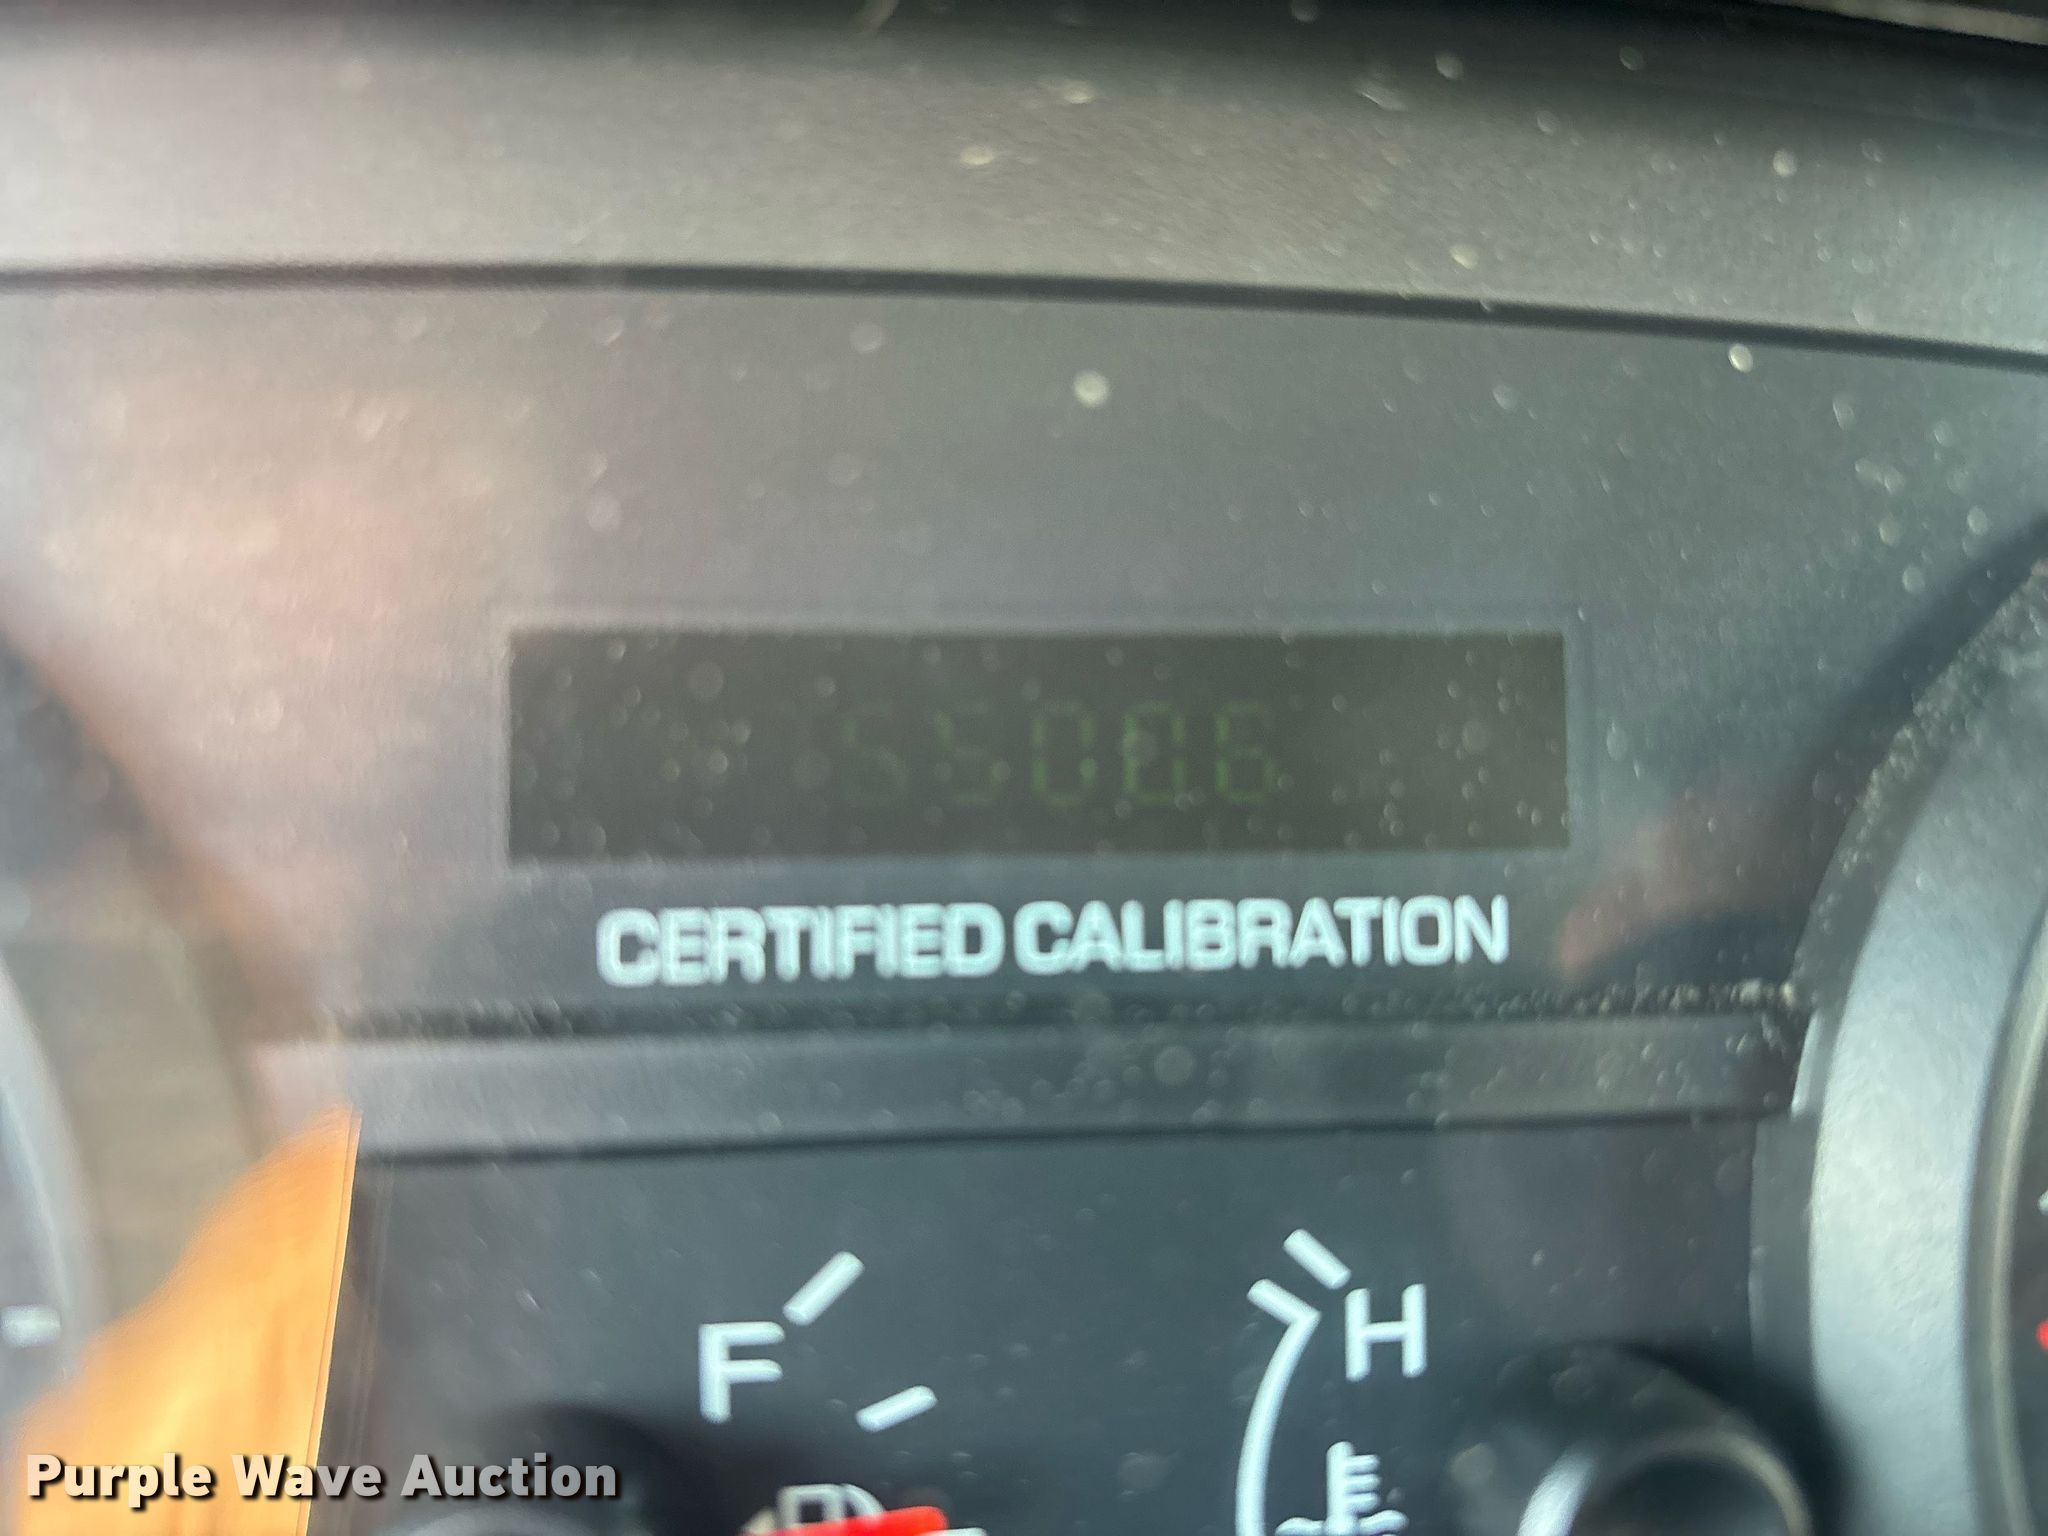 55006
CERTIFIED CALIBRATION
F
H
Purple Wave Auction